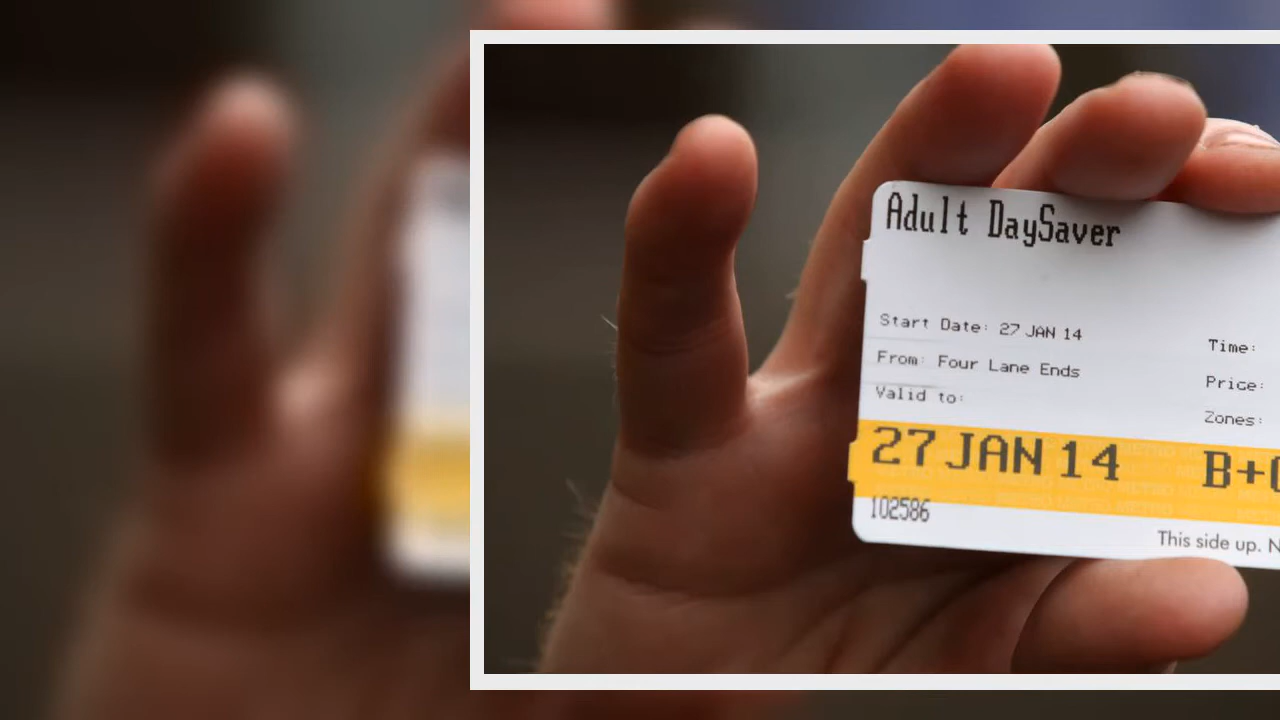 Adult DaySaver
Start Date: 27 JAN 14
Time:
From: Four Lane Ends
Price:
Valid to:
Zones:
27 JAN 14 B+
102586
This side up.